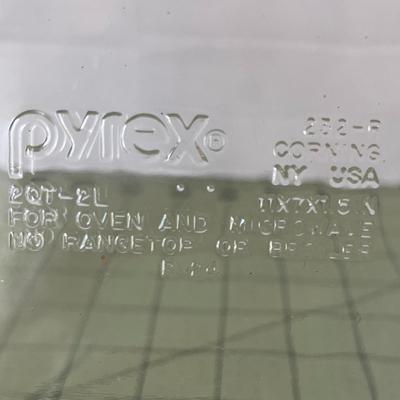 pyrex® 232-R
CORNING
NY USA
2QT-2L 11X7X1.5 IN
FOR OVEN AND MICROWAVE
NO RANGETOP OR BROILER